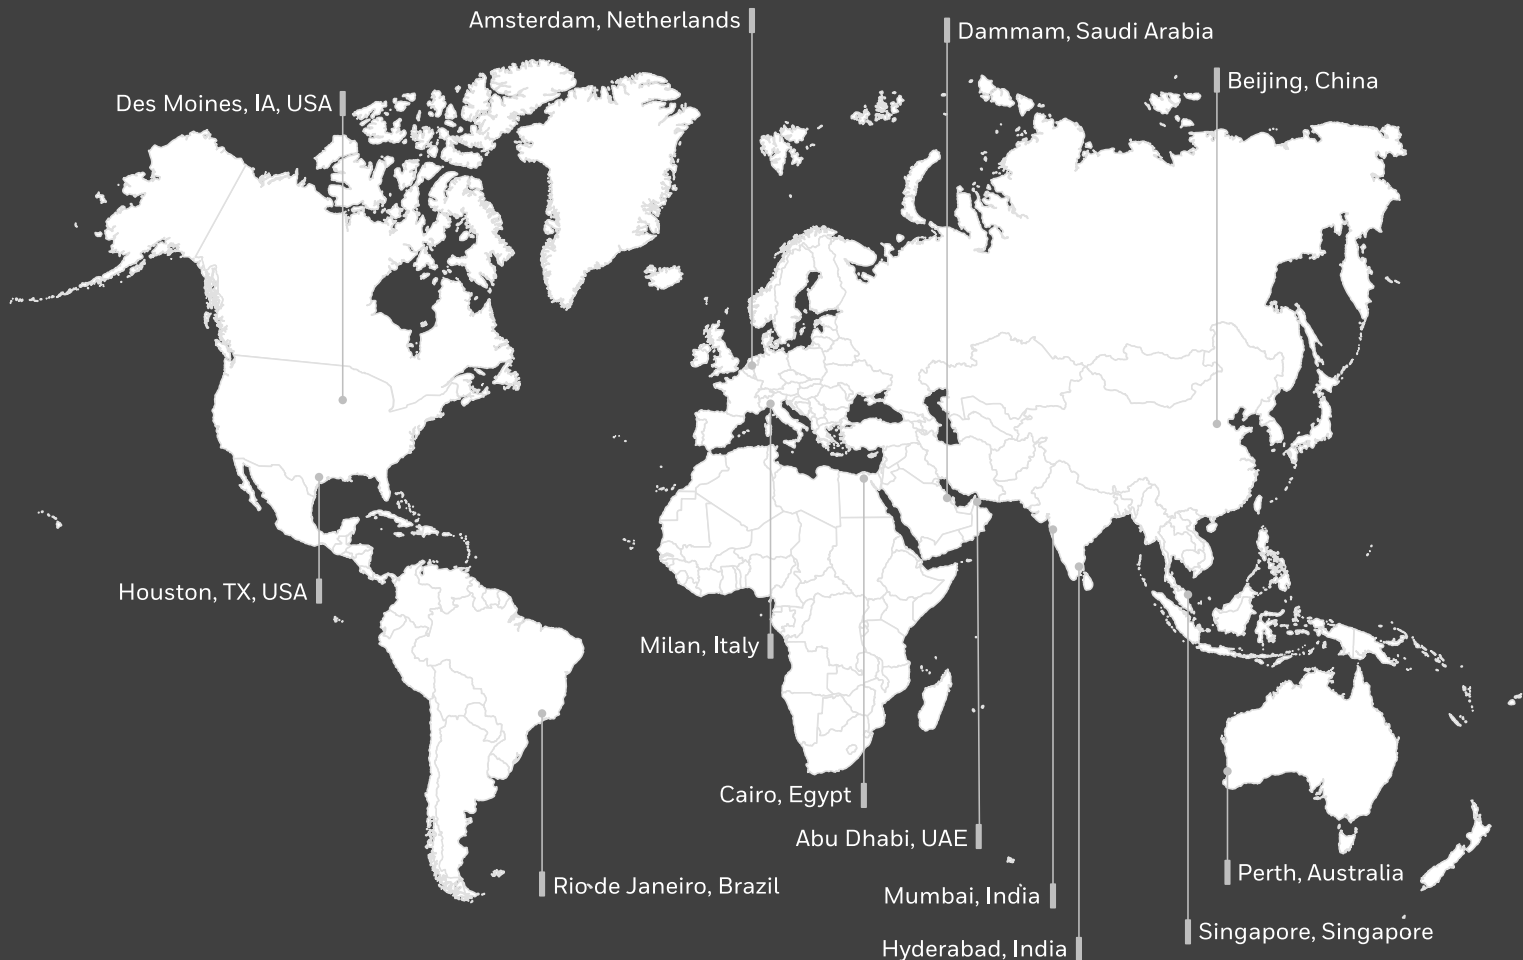 Amsterdam, Netherlands
Dammam, Saudi Arabia
Beijing, China
Des Moines, IA, USA
Houston, TX, USA
Milan, Italy
Cairo, Egypt
Abu Dhabi, UAE
Perth, Australia
Rio de Janeiro, Brazil
Mumbai, India
Singapore, Singapore
Hyderabad, India